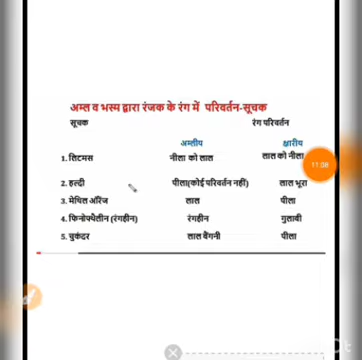 अम्ल व भस्म द्वारा रंजक के रंग में परिवर्तन-सूचक
सूचक रंग परिवर्तन
अम्लीय क्षारीय
1. लिटमस नीला को लाल लाल को नीला
11:08
2. हल्दी पीला(कोई परिवर्तन नहीं) लाल भूरा
3. मेथिल ऑरेंज लाल पीला
4. फिनोफ्थैलीन (रंगहीन) रंगहीन गुलाबी
5. चुकंदर लाल बैंगनी पीला